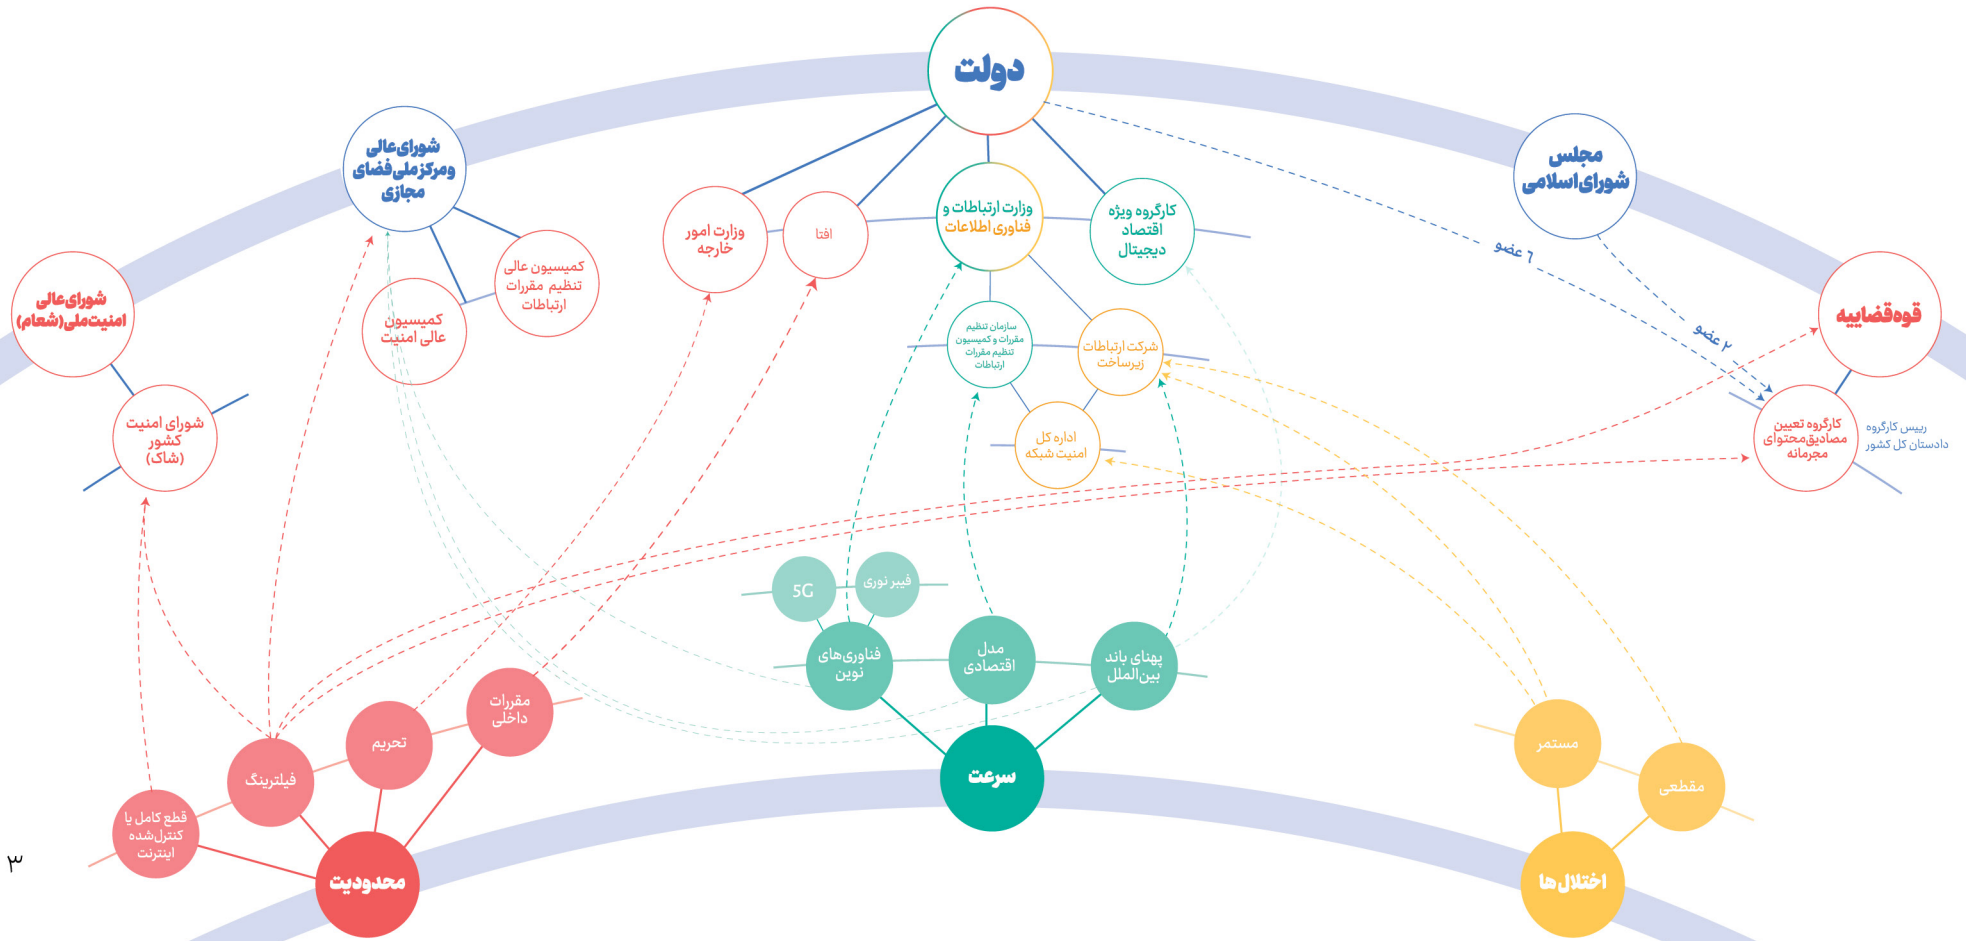 دولت
شورای‌عالی
ومرکزملی‌فضای
مجازی
مجلس
شورای‌اسلامی
شورای‌عالی
امنیت‌ملی(شعام)
قوه‌قضاییه
وزارت امور
خارجه
افتا
وزارت ارتباطات و
فناوری اطلاعات
کارگروه ویژه
اقتصاد
دیجیتال
کمیسیون عالی
تنظیم مقررات
ارتباطات
کمیسیون
عالی امنیت
شورای امنیت
کشور
(شاک)
سازمان تنظیم
مقررات و کمیسیون
تنظیم مقررات
ارتباطات
شرکت ارتباطات
زیرساخت
اداره کل
امنیت شبکه
۶ عضو
۲ عضو
کارگروه تعیین
مصادیق‌محتوای
مجرمانه
رییس کارگروه
دادستان کل کشور
5G
فیبر نوری
فناوری‌های
نوین
مدل
اقتصادی
پهنای باند
بین‌الملل
سرعت
مقررات
داخلی
تحریم
فیلترینگ
قطع کامل یا
کنترل‌شده
اینترنت
محدودیت
مستمر
مقطعی
اختلال‌ها
۳